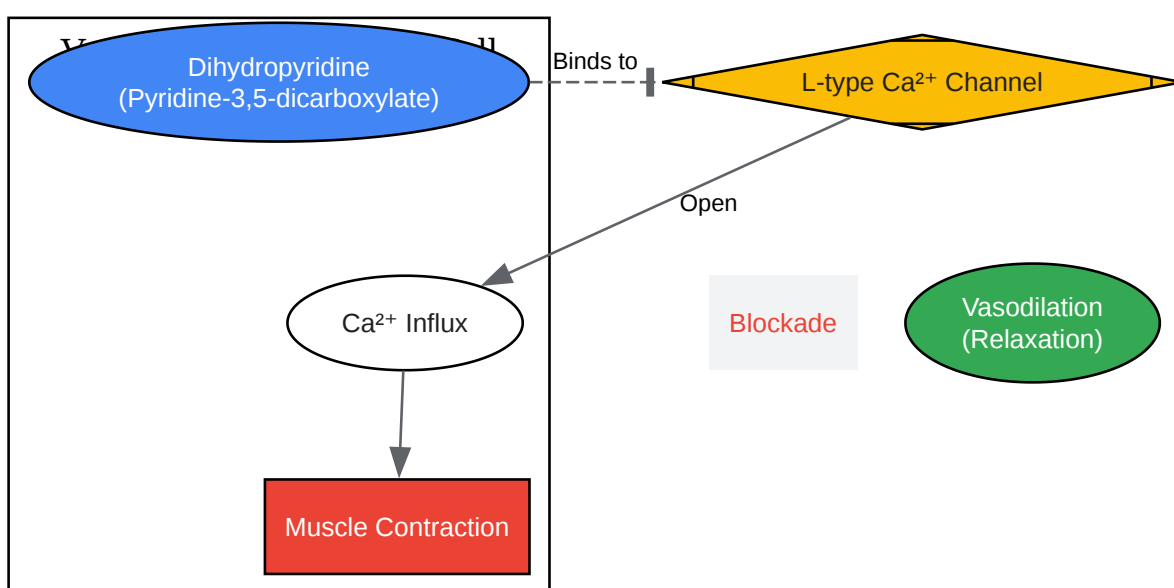 Dihydropyridine
(Pyridine-3,5-dicarboxylate)
Binds to
L-type Ca²⁺ Channel
Open
Ca²⁺ Influx
Blockade
Vasodilation
(Relaxation)
Muscle Contraction